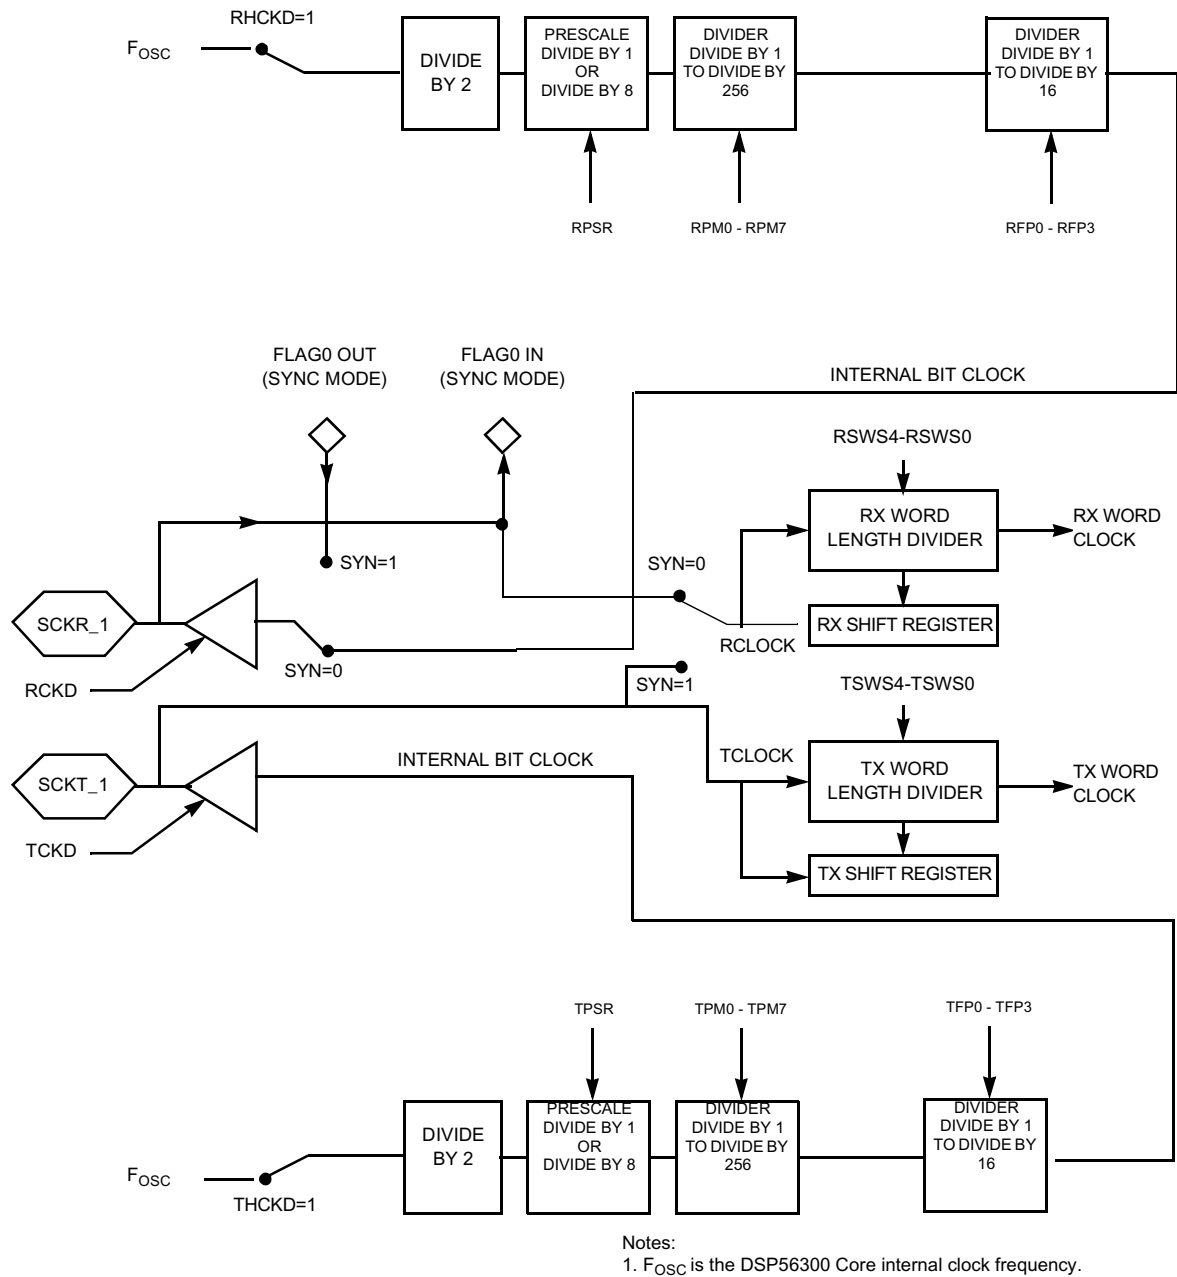 RHCKD=1
FOSC
DIVIDE
BY 2
PRESCALE
DIVIDE BY 1
OR
DIVIDE BY 8
DIVIDER
DIVIDE BY 1
TO DIVIDE BY
256
DIVIDER
DIVIDE BY 1
TO DIVIDE BY
16
RPSR
RPM0 - RPM7
RFP0 - RFP3
FLAG0 OUT
(SYNC MODE)
FLAG0 IN
(SYNC MODE)
INTERNAL BIT CLOCK
RSWS4-RSWS0
RX WORD
LENGTH DIVIDER
RX WORD
CLOCK
SYN=1
SYN=0
SCKR_1
RX SHIFT REGISTER
RCLOCK
SYN=0
RCKD
SYN=1
TSWS4-TSWS0
INTERNAL BIT CLOCK
TCLOCK
SCKT_1
TX WORD
LENGTH DIVIDER
TX WORD
CLOCK
TCKD
TX SHIFT REGISTER
TPSR
TPM0 - TPM7
TFP0 - TFP3
DIVIDE
BY 2
PRESCALE
DIVIDE BY 1
OR
DIVIDE BY 8
DIVIDER
DIVIDE BY 1
TO DIVIDE BY
256
DIVIDER
DIVIDE BY 1
TO DIVIDE BY
16
FOSC
THCKD=1
Notes:
1. FOSC is the DSP56300 Core internal clock frequency.